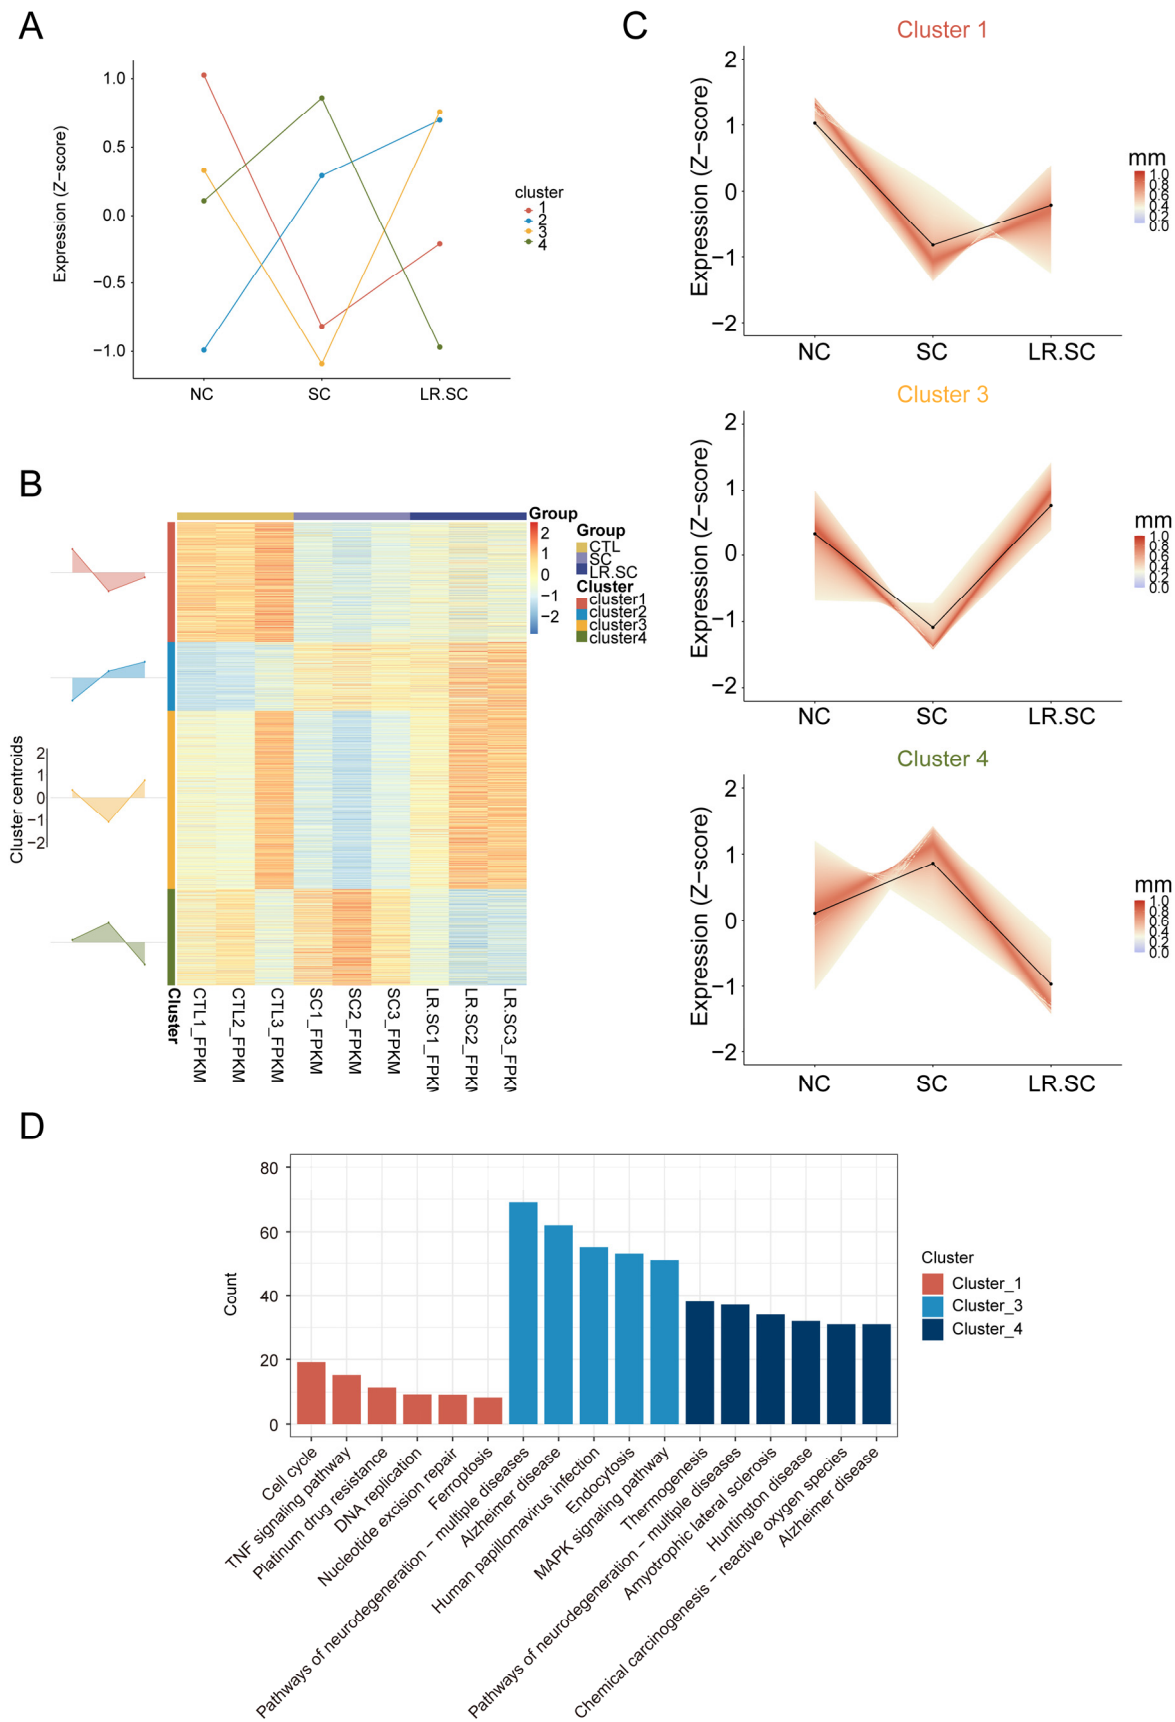 A
1.0
0.5
0.0
−0.5
−1.0
Expression (Z−score)
NC
SC
LR.SC
cluster
1
2
3
4
B
Group
2
1
0
−1
−2
Group
CTL
SC
LR.SC
Cluster
cluster1
cluster2
cluster3
cluster4
Cluster centroids
2
1
0
−1
−2
Cluster
CTL1_FPKM
CTL2_FPKM
CTL3_FPKM
SC1_FPKM
SC2_FPKM
SC3_FPKM
LR.SC1_FPKM
LR.SC2_FPKM
LR.SC3_FPKM
C
Cluster 1
2
1
0
−1
−2
Expression (Z−score)
NC
SC
LR.SC
mm
1.0
0.8
0.6
0.4
0.2
0.0
Cluster 3
2
1
0
−1
−2
Expression (Z−score)
NC
SC
LR.SC
mm
1.0
0.8
0.6
0.4
0.2
0.0
Cluster 4
2
1
0
−1
−2
Expression (Z−score)
NC
SC
LR.SC
mm
1.0
0.8
0.6
0.4
0.2
0.0
D
80
60
40
20
0
Count
Cell cycle
TNF signaling pathway
Platinum drug resistance
DNA replication
Nucleotide excision repair
Ferroptosis
Pathways of neurodegeneration − multiple diseases
Alzheimer disease
Human papillomavirus infection
Endocytosis
MAPK signaling pathway
Thermogenesis
Pathways of neurodegeneration − multiple diseases
Amyotrophic lateral sclerosis
Huntington disease
Chemical carcinogenesis − reactive oxygen species
Alzheimer disease
Cluster
Cluster_1
Cluster_3
Cluster_4